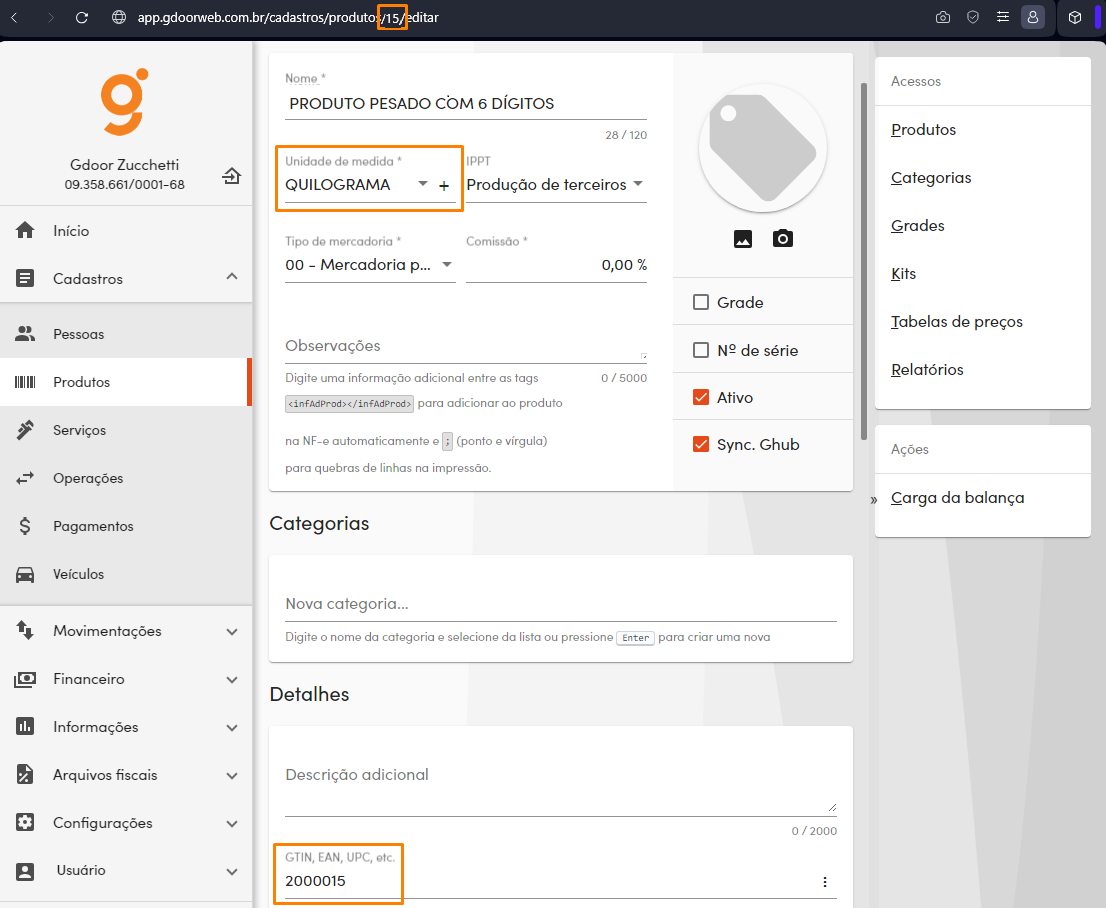 app.gdoorweb.com.br/cadastros/produtos/15/editar
Gdoor Zucchetti
09.358.661/0001-68
Início
Cadastros
Pessoas
Produtos
Serviços
Operações
Pagamentos
Veículos
Movimentações
Financeiro
Informações
Arquivos fiscais
Configurações
Usuário
Nome *
PRODUTO PESADO COM 6 DÍGITOS
28 / 120
Unidade de medida *
QUILOGRAMA
+
IPPT
Produção de terceiros
Tipo de mercadoria *
00 - Mercadoria p...
Comissão *
0,00 %
Observações
Digite uma informação adicional entre as tags
0 / 5000
<infAdProd></infAdProd> para adicionar ao produto
na NF-e automaticamente e ; (ponto e vírgula)
para quebras de linhas na impressão.
Grade
Nº de série
Ativo
Sync. Ghub
Categorias
Nova categoria...
Digite o nome da categoria e selecione da lista ou pressione Enter para criar uma nova
Detalhes
Descrição adicional
0 / 2000
GTIN, EAN, UPC, etc.
2000015
Acessos
Produtos
Categorias
Grades
Kits
Tabelas de preços
Relatórios
Ações
»
Carga da balança